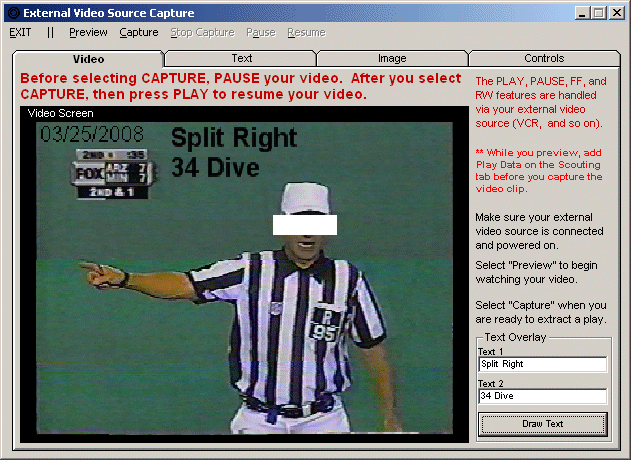 External Video Source Capture
EXIT || Preview Capture Stop Capture Pause Resume
Video Text Image Controls
Before selecting CAPTURE, PAUSE your video. After you select
CAPTURE, then press PLAY to resume your video.
Video Screen
03/25/2008
Split Right
34 Dive
2ND
FOX
ARZ 7
MIN 7
2ND & 1
R
95
The PLAY, PAUSE, FF, and
RW features are handled
via your external video
source (VCR, and so on).
** While you preview, add
Play Data on the Scouting
tab before you capture the
video clip.
Make sure your external
video source is connected
and powered on.
Select "Preview" to begin
watching your video.
Select "Capture" when you
are ready to extract a play.
Text Overlay
Text 1
Split Right
Text 2
34 Dive
Draw Text